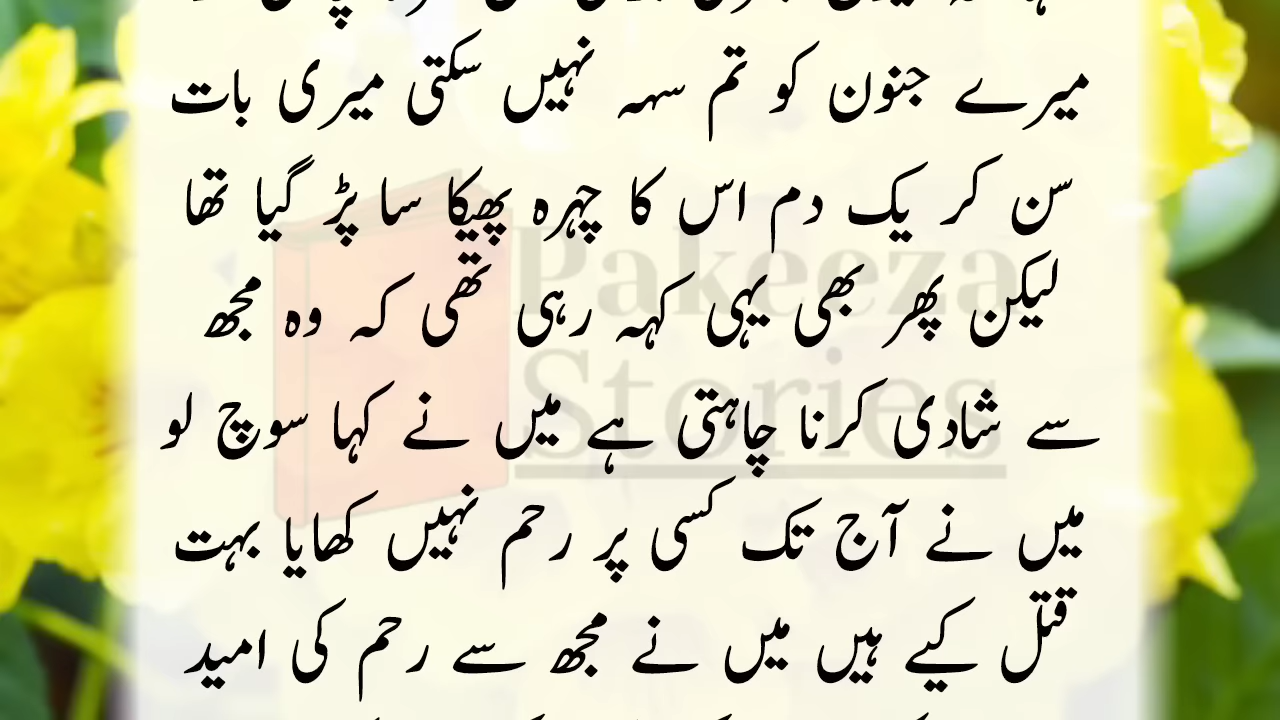 میرے جنون کو تم سہہ نہیں سکتی میری بات
سن کر یک دم اس کا چہرہ پھیکا سا پڑ گیا تھا
لیکن پھر بھی یہی کہہ رہی تھی کہ وہ مجھ
سے شادی کرنا چاہتی ہے میں نے کہا سوچ لو
میں نے آج تک کسی پر رحم نہیں کھایا بہت
قتل کیے ہیں میں نے مجھ سے رحم کی امید
Pakeeza
Stories